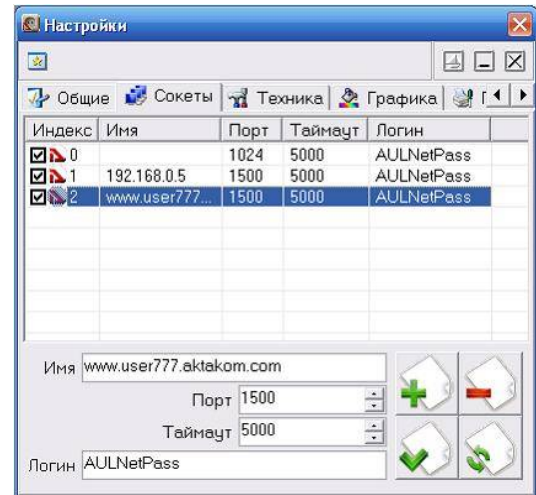 Настройки
Общие Сокеты Техника Графика
Индекс Имя Порт Таймаут Логин
0 1024 5000 AULNetPass
1 192.168.0.5 1500 5000 AULNetPass
2 www.user777... 1500 5000 AULNetPass
Имя www.user777.aktakom.com
Порт 1500
Таймаут 5000
Логин AULNetPass